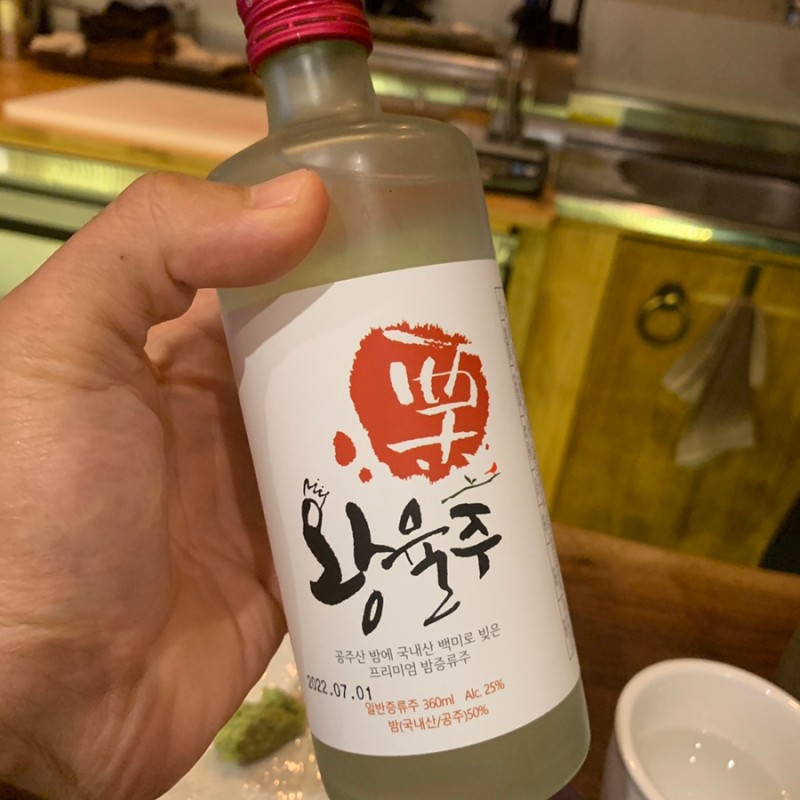 栗
왕율주
공주산 밤에 국내산 백미로 빚은
프리미엄 밤증류주
2022.07.01
일반증류주 360ml Alc. 25%
밤(국내산/공주)50%